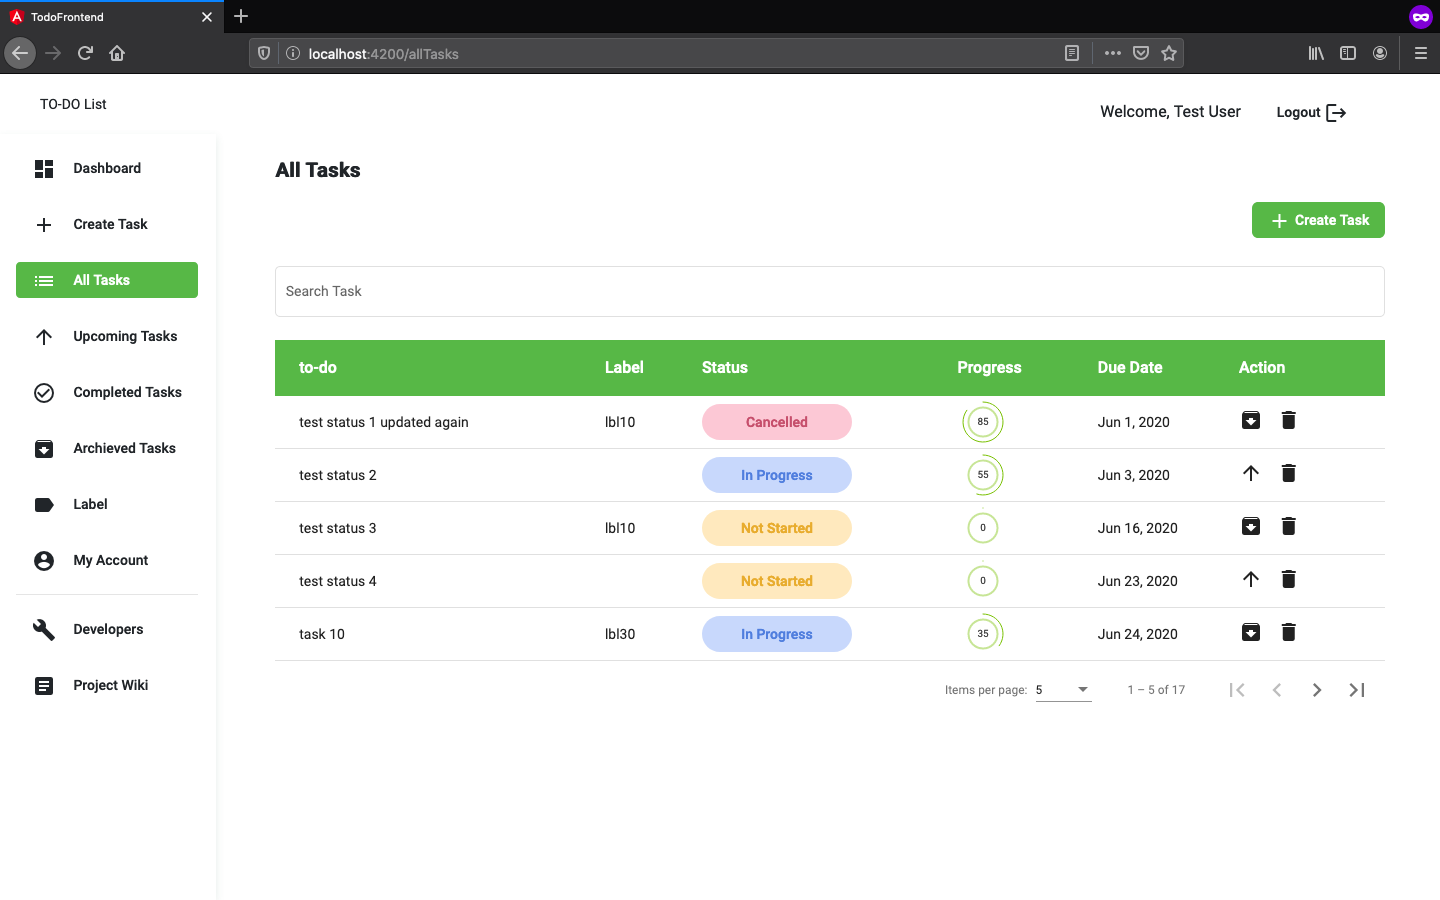 TodoFrontend
localhost:4200/allTasks
TO-DO List
Welcome, Test User
Logout
Dashboard
Create Task
All Tasks
Upcoming Tasks
Completed Tasks
Archieved Tasks
Label
My Account
Developers
Project Wiki
All Tasks
Create Task
Search Task
to-do Label Status Progress Due Date Action
test status 1 updated again lbl10 Cancelled 85 Jun 1, 2020
test status 2 In Progress 55 Jun 3, 2020
test status 3 lbl10 Not Started 0 Jun 16, 2020
test status 4 Not Started 0 Jun 23, 2020
task 10 lbl30 In Progress 35 Jun 24, 2020
Items per page: 5 1 – 5 of 17